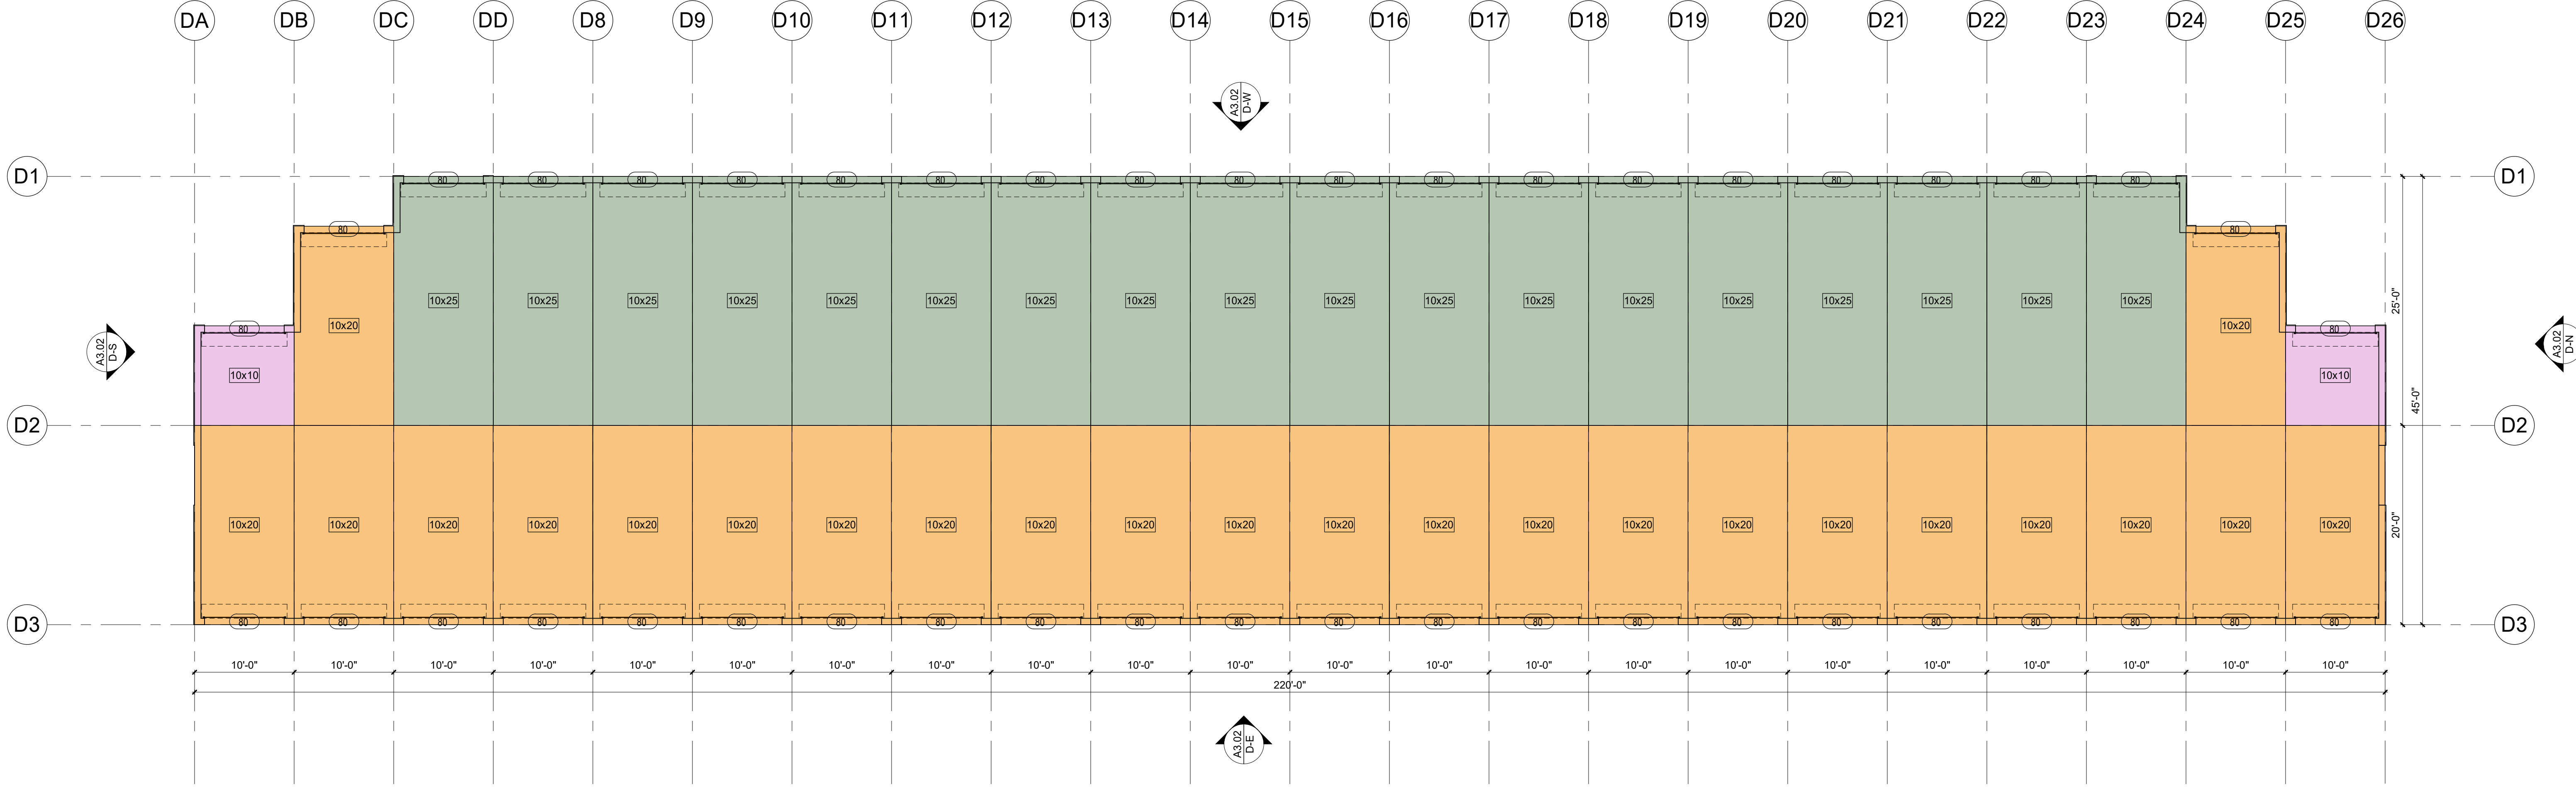 DA DB DC DD D8 D9 D10 D11 D12 D13 D14 D15 D16 D17 D18 D19 D20 D21 D22 D23 D24 D25 D26
A3.02
D-W
D1 80 80 80 80 80 80 80 80 80 80 80 80 80 80 80 80 80 80 D1
80 80
25'-0"
10x25 10x25 10x25 10x25 10x25 10x25 10x25 10x25 10x25 10x25 10x25 10x25 10x25 10x25 10x25 10x25 10x25 10x25
80 10x20 10x20 80
A3.02
D-S
A3.02
D-N
10x10 10x10
45'-0"
D2 D2
10x20 10x20 10x20 10x20 10x20 10x20 10x20 10x20 10x20 10x20 10x20 10x20 10x20 10x20 10x20 10x20 10x20 10x20 10x20 10x20 10x20 10x20 20'-0"
D3 80 80 80 80 80 80 80 80 80 80 80 80 80 80 80 80 80 80 80 80 80 80 D3
10'-0" 10'-0" 10'-0" 10'-0" 10'-0" 10'-0" 10'-0" 10'-0" 10'-0" 10'-0" 10'-0" 10'-0" 10'-0" 10'-0" 10'-0" 10'-0" 10'-0" 10'-0" 10'-0" 10'-0" 10'-0" 10'-0"
220'-0"
A3.02
D-E